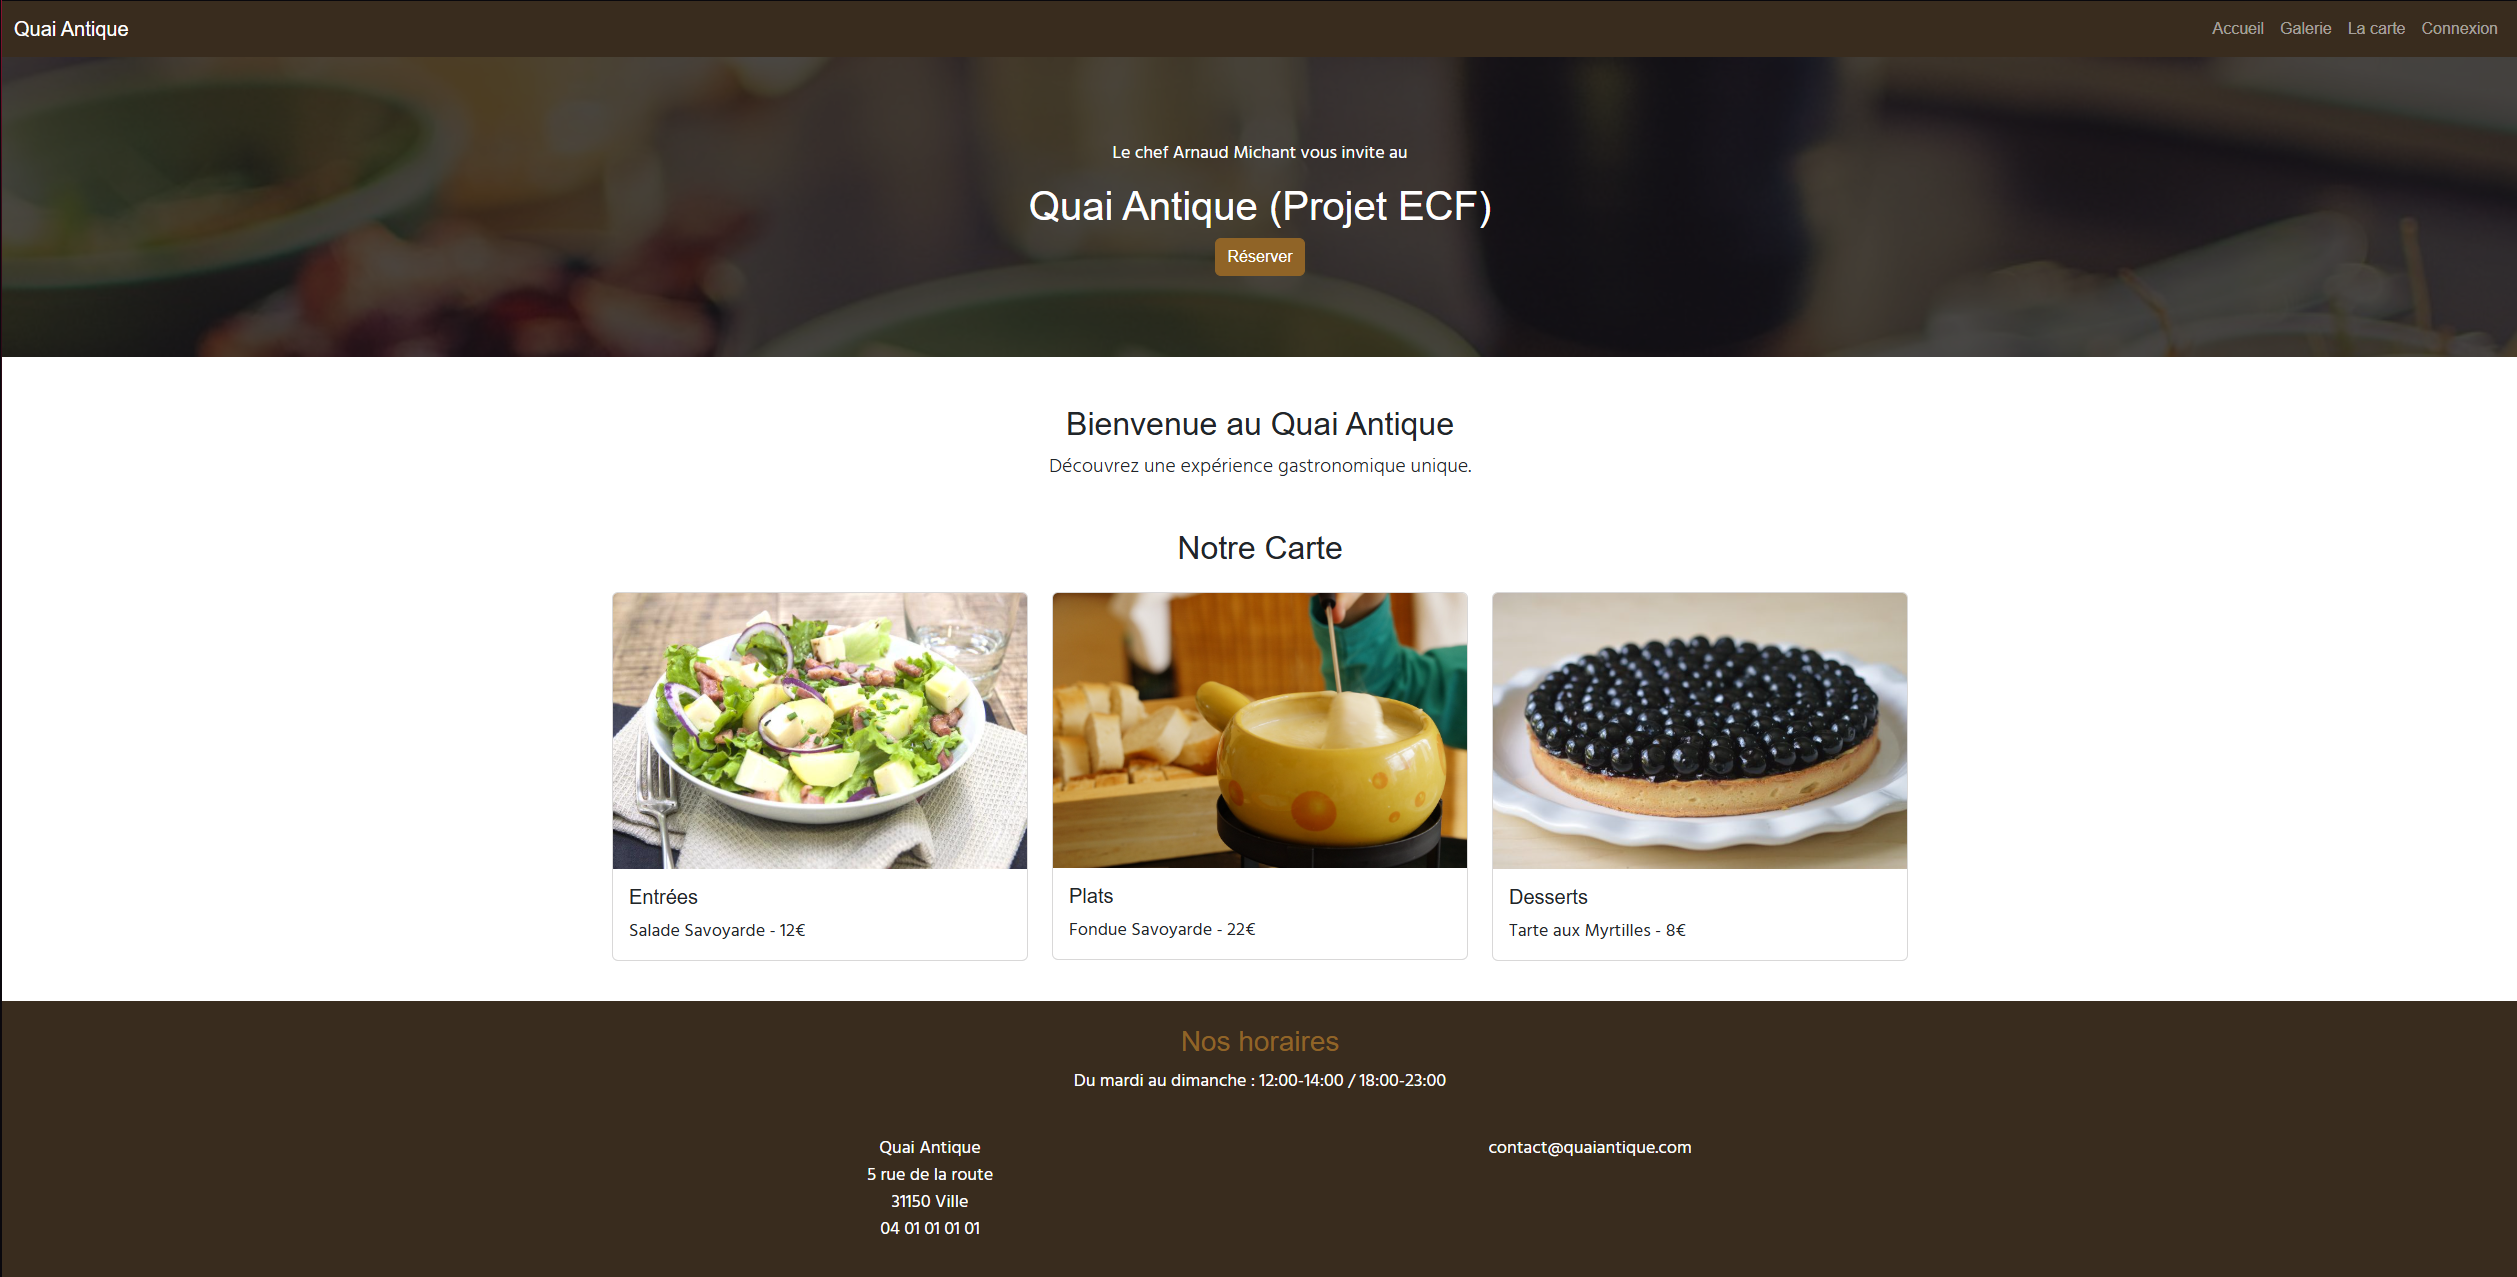 Quai Antique
Accueil Galerie La carte Connexion
Le chef Arnaud Michant vous invite au
Quai Antique (Projet ECF)
Réserver
Bienvenue au Quai Antique
Découvrez une expérience gastronomique unique.
Notre Carte
Entrées
Salade Savoyarde - 12€
Plats
Fondue Savoyarde - 22€
Desserts
Tarte aux Myrtilles - 8€
Nos horaires
Du mardi au dimanche : 12:00-14:00 / 18:00-23:00
Quai Antique
5 rue de la route
31150 Ville
04 01 01 01 01
contact@quaiantique.com